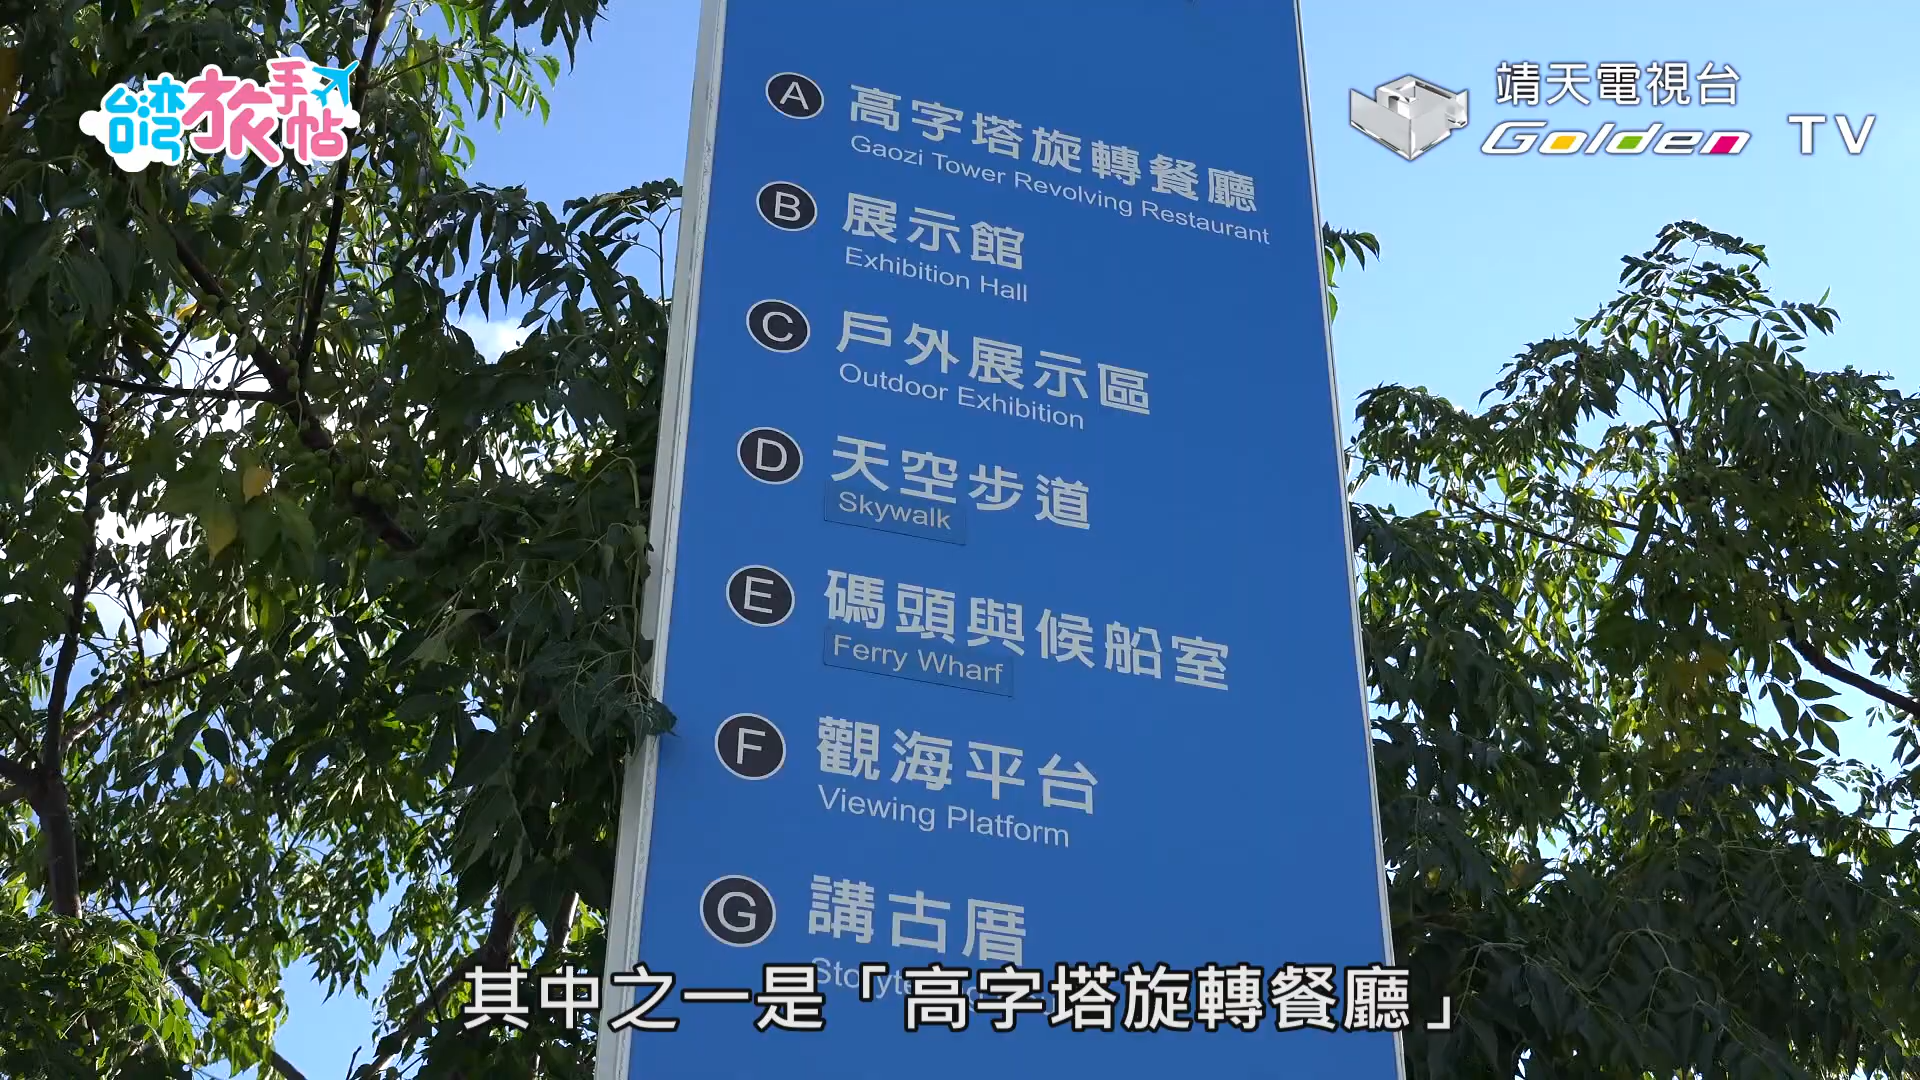 台灣旅手帖
靖天電視台
Golden TV
A 高字塔旋轉餐廳
Gaozi Tower Revolving Restaurant
B 展示館
Exhibition Hall
C 戶外展示區
Outdoor Exhibition
D 天空步道
Skywalk
E 碼頭與候船室
Ferry Wharf
F 觀海平台
Viewing Platform
G 講古厝
其中之一是「高字塔旋轉餐廳」